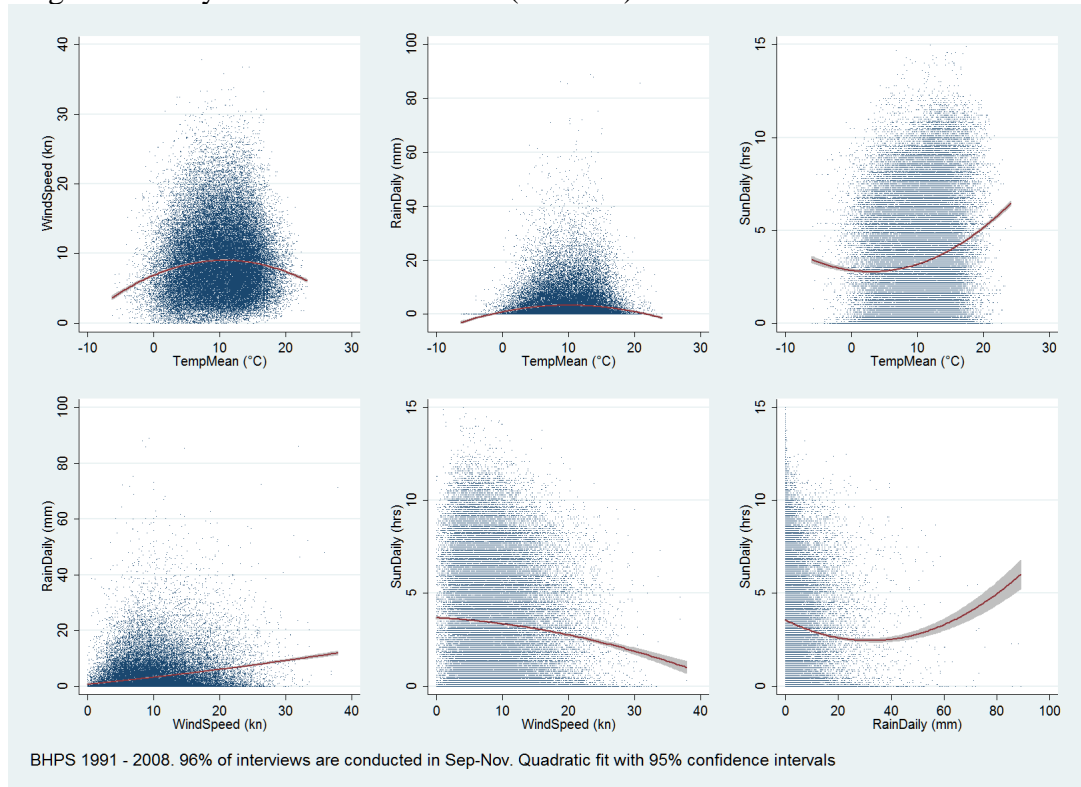 40
30
20
10
0
WindSpeed (kn)
-10 0 10 20 30
TempMean (°C)
100
80
60
40
20
0
RainDaily (mm)
-10 0 10 20 30
TempMean (°C)
15
10
5
0
SunDaily (hrs)
-10 0 10 20 30
TempMean (°C)
100
80
60
40
20
0
RainDaily (mm)
0 10 20 30 40
WindSpeed (kn)
15
10
5
0
SunDaily (hrs)
0 10 20 30 40
WindSpeed (kn)
15
10
5
0
SunDaily (hrs)
0 20 40 60 80 100
RainDaily (mm)
BHPS 1991 - 2008. 96% of interviews are conducted in Sep-Nov. Quadratic fit with 95% confidence intervals